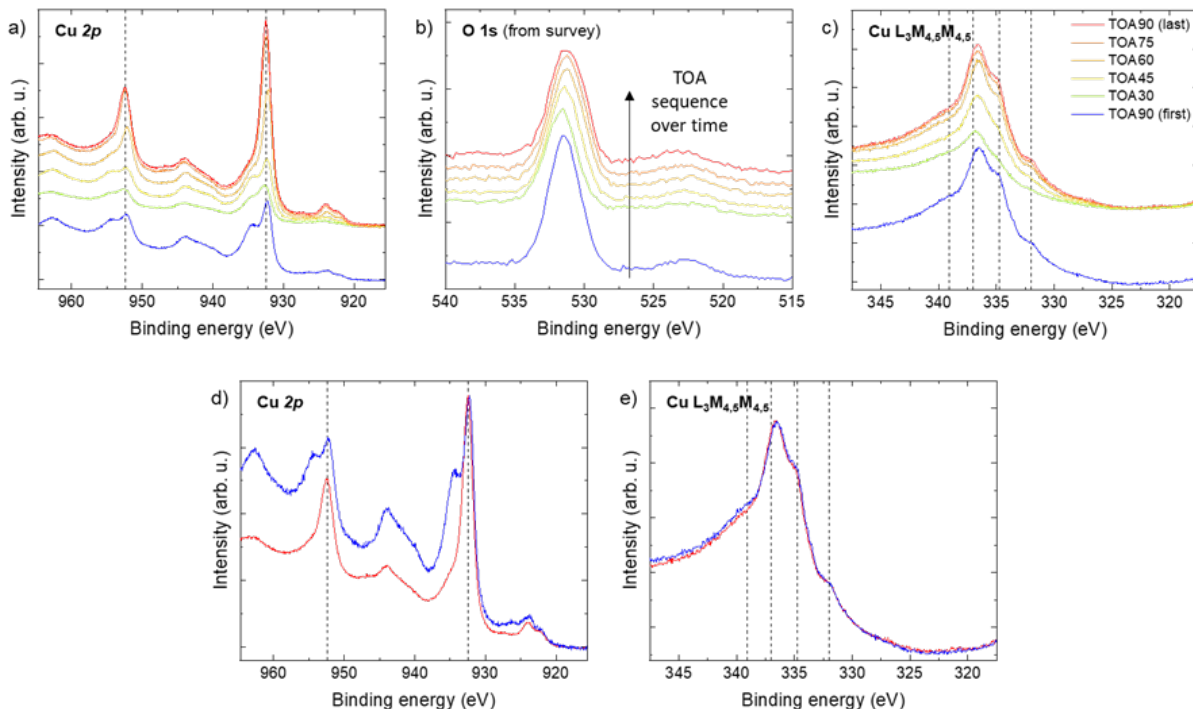 a)
Cu 2p
Intensity (arb. u.)
960 950 940 930 920
Binding energy (eV)
b)
O 1s (from survey)
TOA
sequence
over time
Intensity (arb. u.)
540 535 530 525 520 515
Binding energy (eV)
c)
Cu L3M4,5M4,5
TOA90 (last)
TOA75
TOA60
TOA45
TOA30
TOA90 (first)
Intensity (arb. u.)
345 340 335 330 325 320
Binding energy (eV)
d)
Cu 2p
Intensity (arb. u.)
960 950 940 930 920
Binding energy (eV)
e)
Cu L3M4,5M4,5
Intensity (arb. u.)
345 340 335 330 325 320
Binding energy (eV)